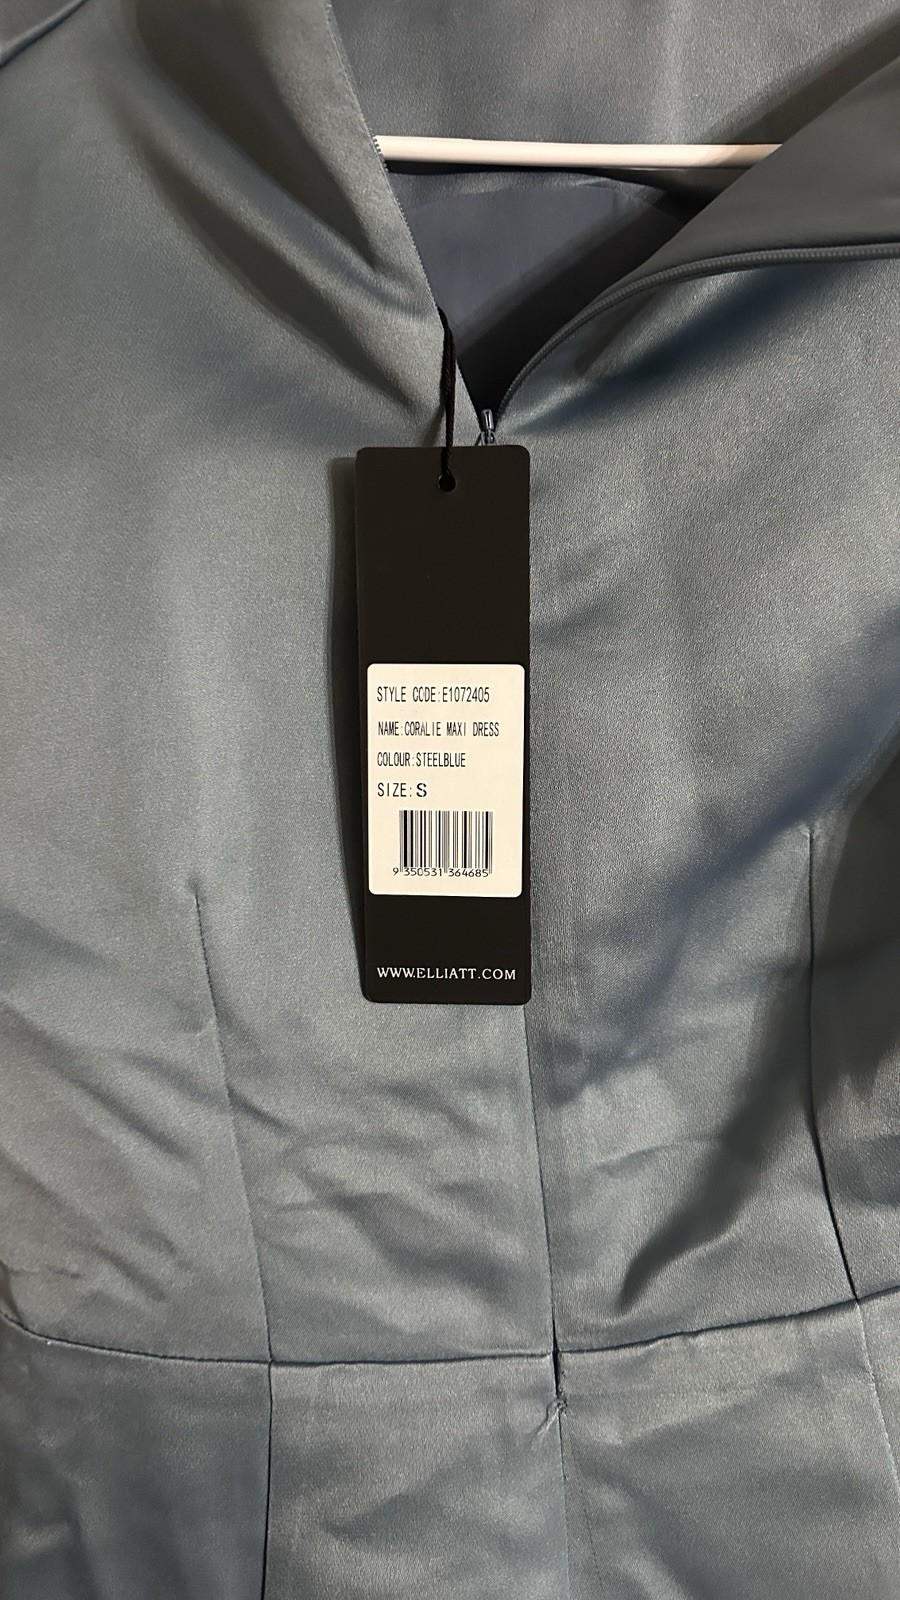 STYLE CODE:E1072405
NAME:CORALIE MAXI DRESS
COLOUR:STEELBLUE
SIZE:S
9 350531 364685
WWW.ELLIATT.COM